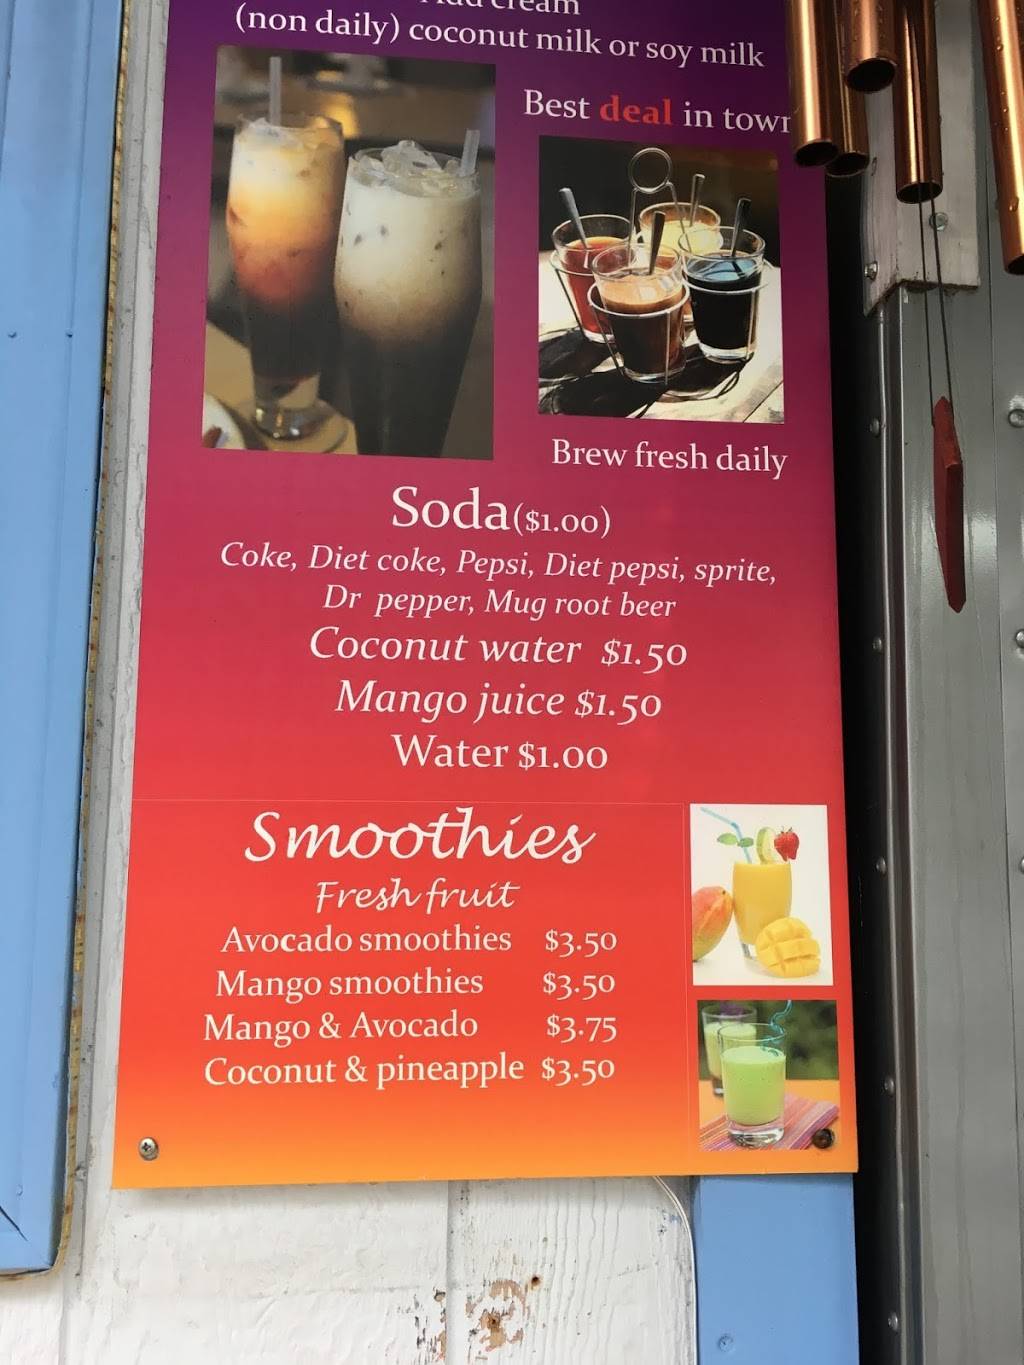 Add cream
(non daily) coconut milk or soy milk
Best deal in town
Brew fresh daily
Soda($1.00)
Coke, Diet coke, Pepsi, Diet pepsi, sprite,
Dr pepper, Mug root beer
Coconut water $1.50
Mango juice $1.50
Water $1.00
Smoothies
Fresh fruit
Avocado smoothies $3.50
Mango smoothies $3.50
Mango & Avocado $3.75
Coconut & pineapple $3.50